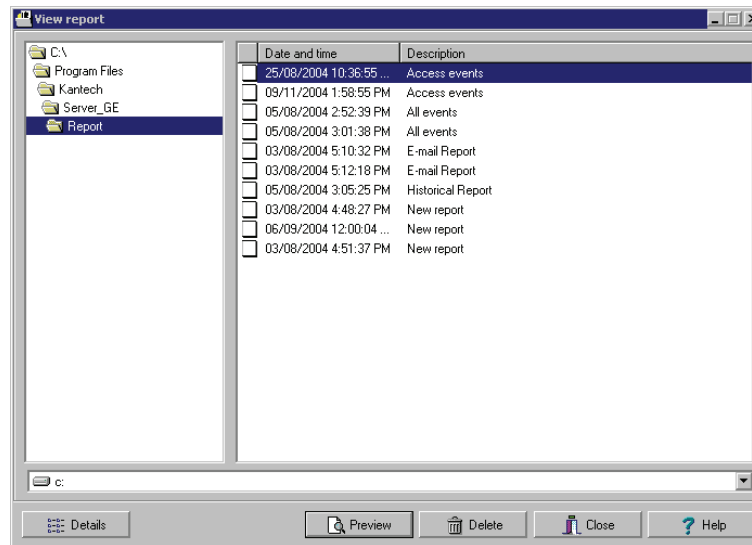 View report
C:\
Program Files
Kantech
Server_GE
Report
Date and time Description
25/08/2004 10:36:55 ... Access events
09/11/2004 1:58:55 PM Access events
05/08/2004 2:52:39 PM All events
05/08/2004 3:01:38 PM All events
03/08/2004 5:10:32 PM E-mail Report
03/08/2004 5:12:18 PM E-mail Report
05/08/2004 3:05:25 PM Historical Report
03/08/2004 4:48:27 PM New report
06/09/2004 12:00:04 ... New report
03/08/2004 4:51:37 PM New report
c:
Details Preview Delete Close ? Help